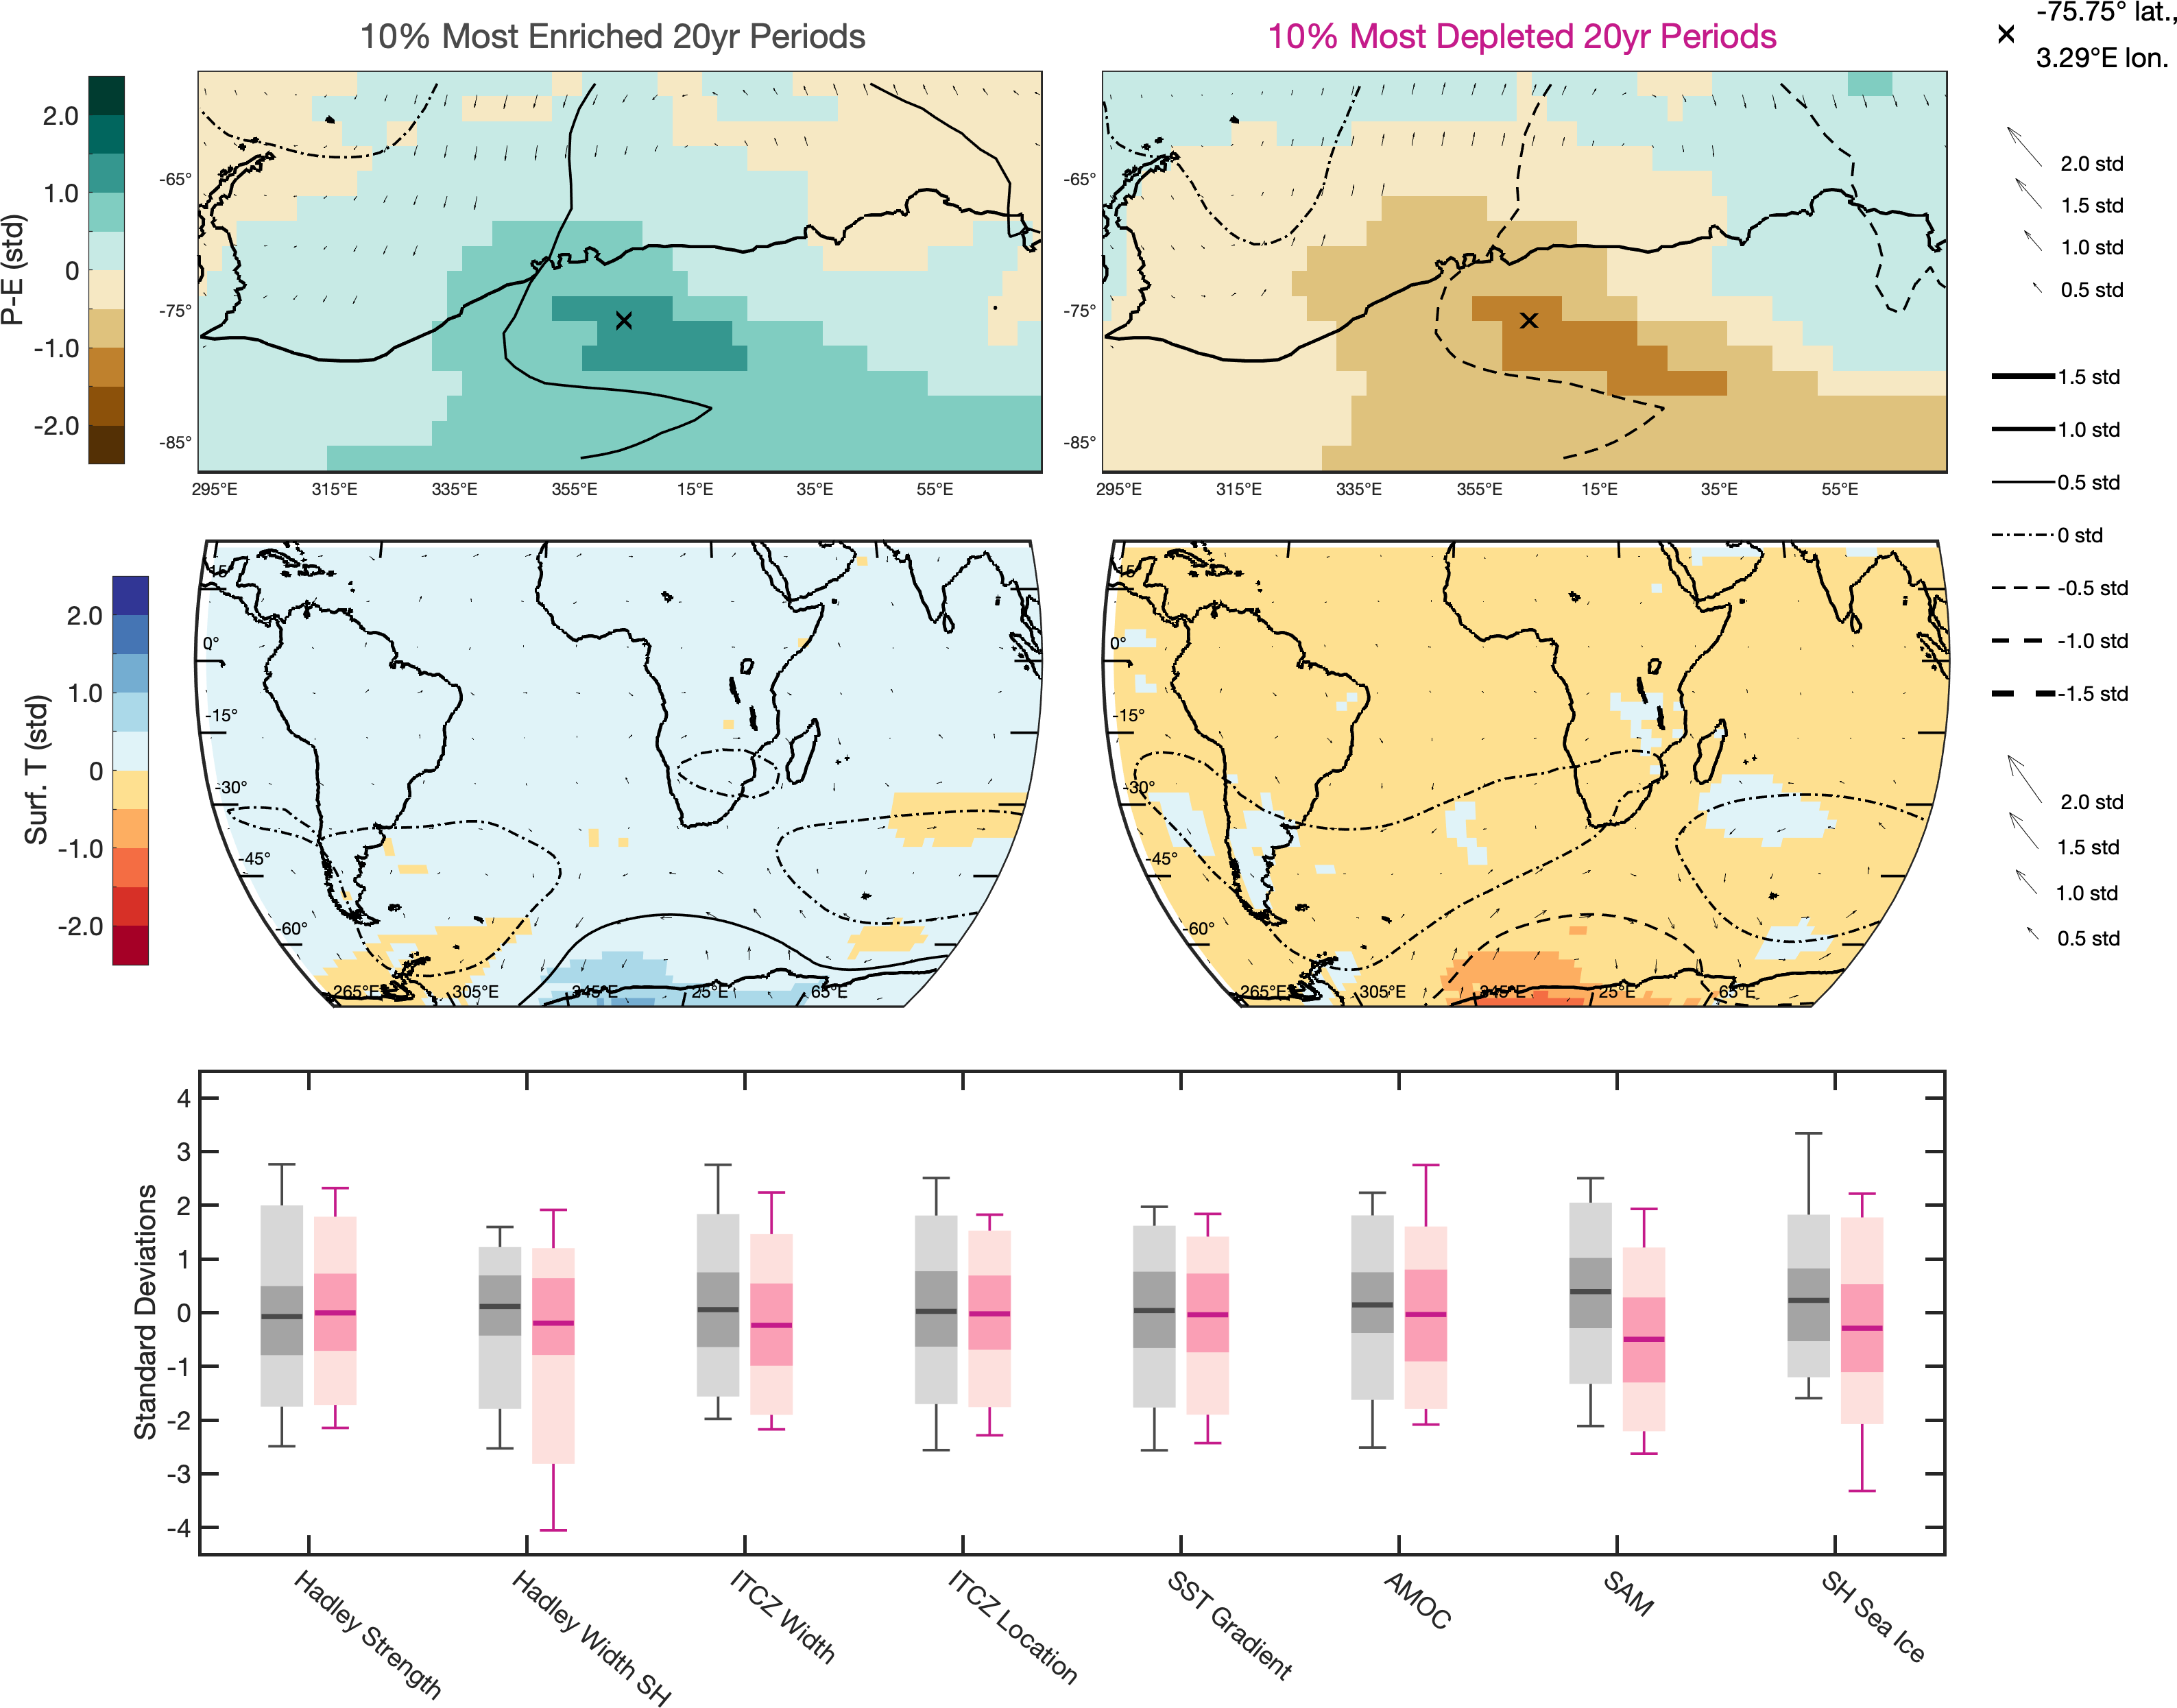 10% Most Enriched 20yr Periods
10% Most Depleted 20yr Periods
-75.75° lat.,
3.29°E lon.
P-E (std)
2.0
1.0
0
-1.0
-2.0
-65°
-75°
-85°
295°E 315°E 335°E 355°E 15°E 35°E 55°E
-65°
-75°
-85°
295°E 315°E 335°E 355°E 15°E 35°E 55°E
2.0 std
1.5 std
1.0 std
0.5 std
1.5 std
1.0 std
0.5 std
0 std
-0.5 std
-1.0 std
-1.5 std
2.0 std
1.5 std
1.0 std
0.5 std
Surf. T (std)
2.0
1.0
0
-1.0
-2.0
15°
0°
-15°
-30°
-45°
-60°
265°E 305°E 345°E 25°E 65°E
15°
0°
-15°
-30°
-45°
-60°
265°E 305°E 345°E 25°E 65°E
Standard Deviations
4
3
2
1
0
-1
-2
-3
-4
Hadley Strength
Hadley Width SH
ITCZ Width
ITCZ Location
SST Gradient
AMOC
SAM
SH Sea Ice